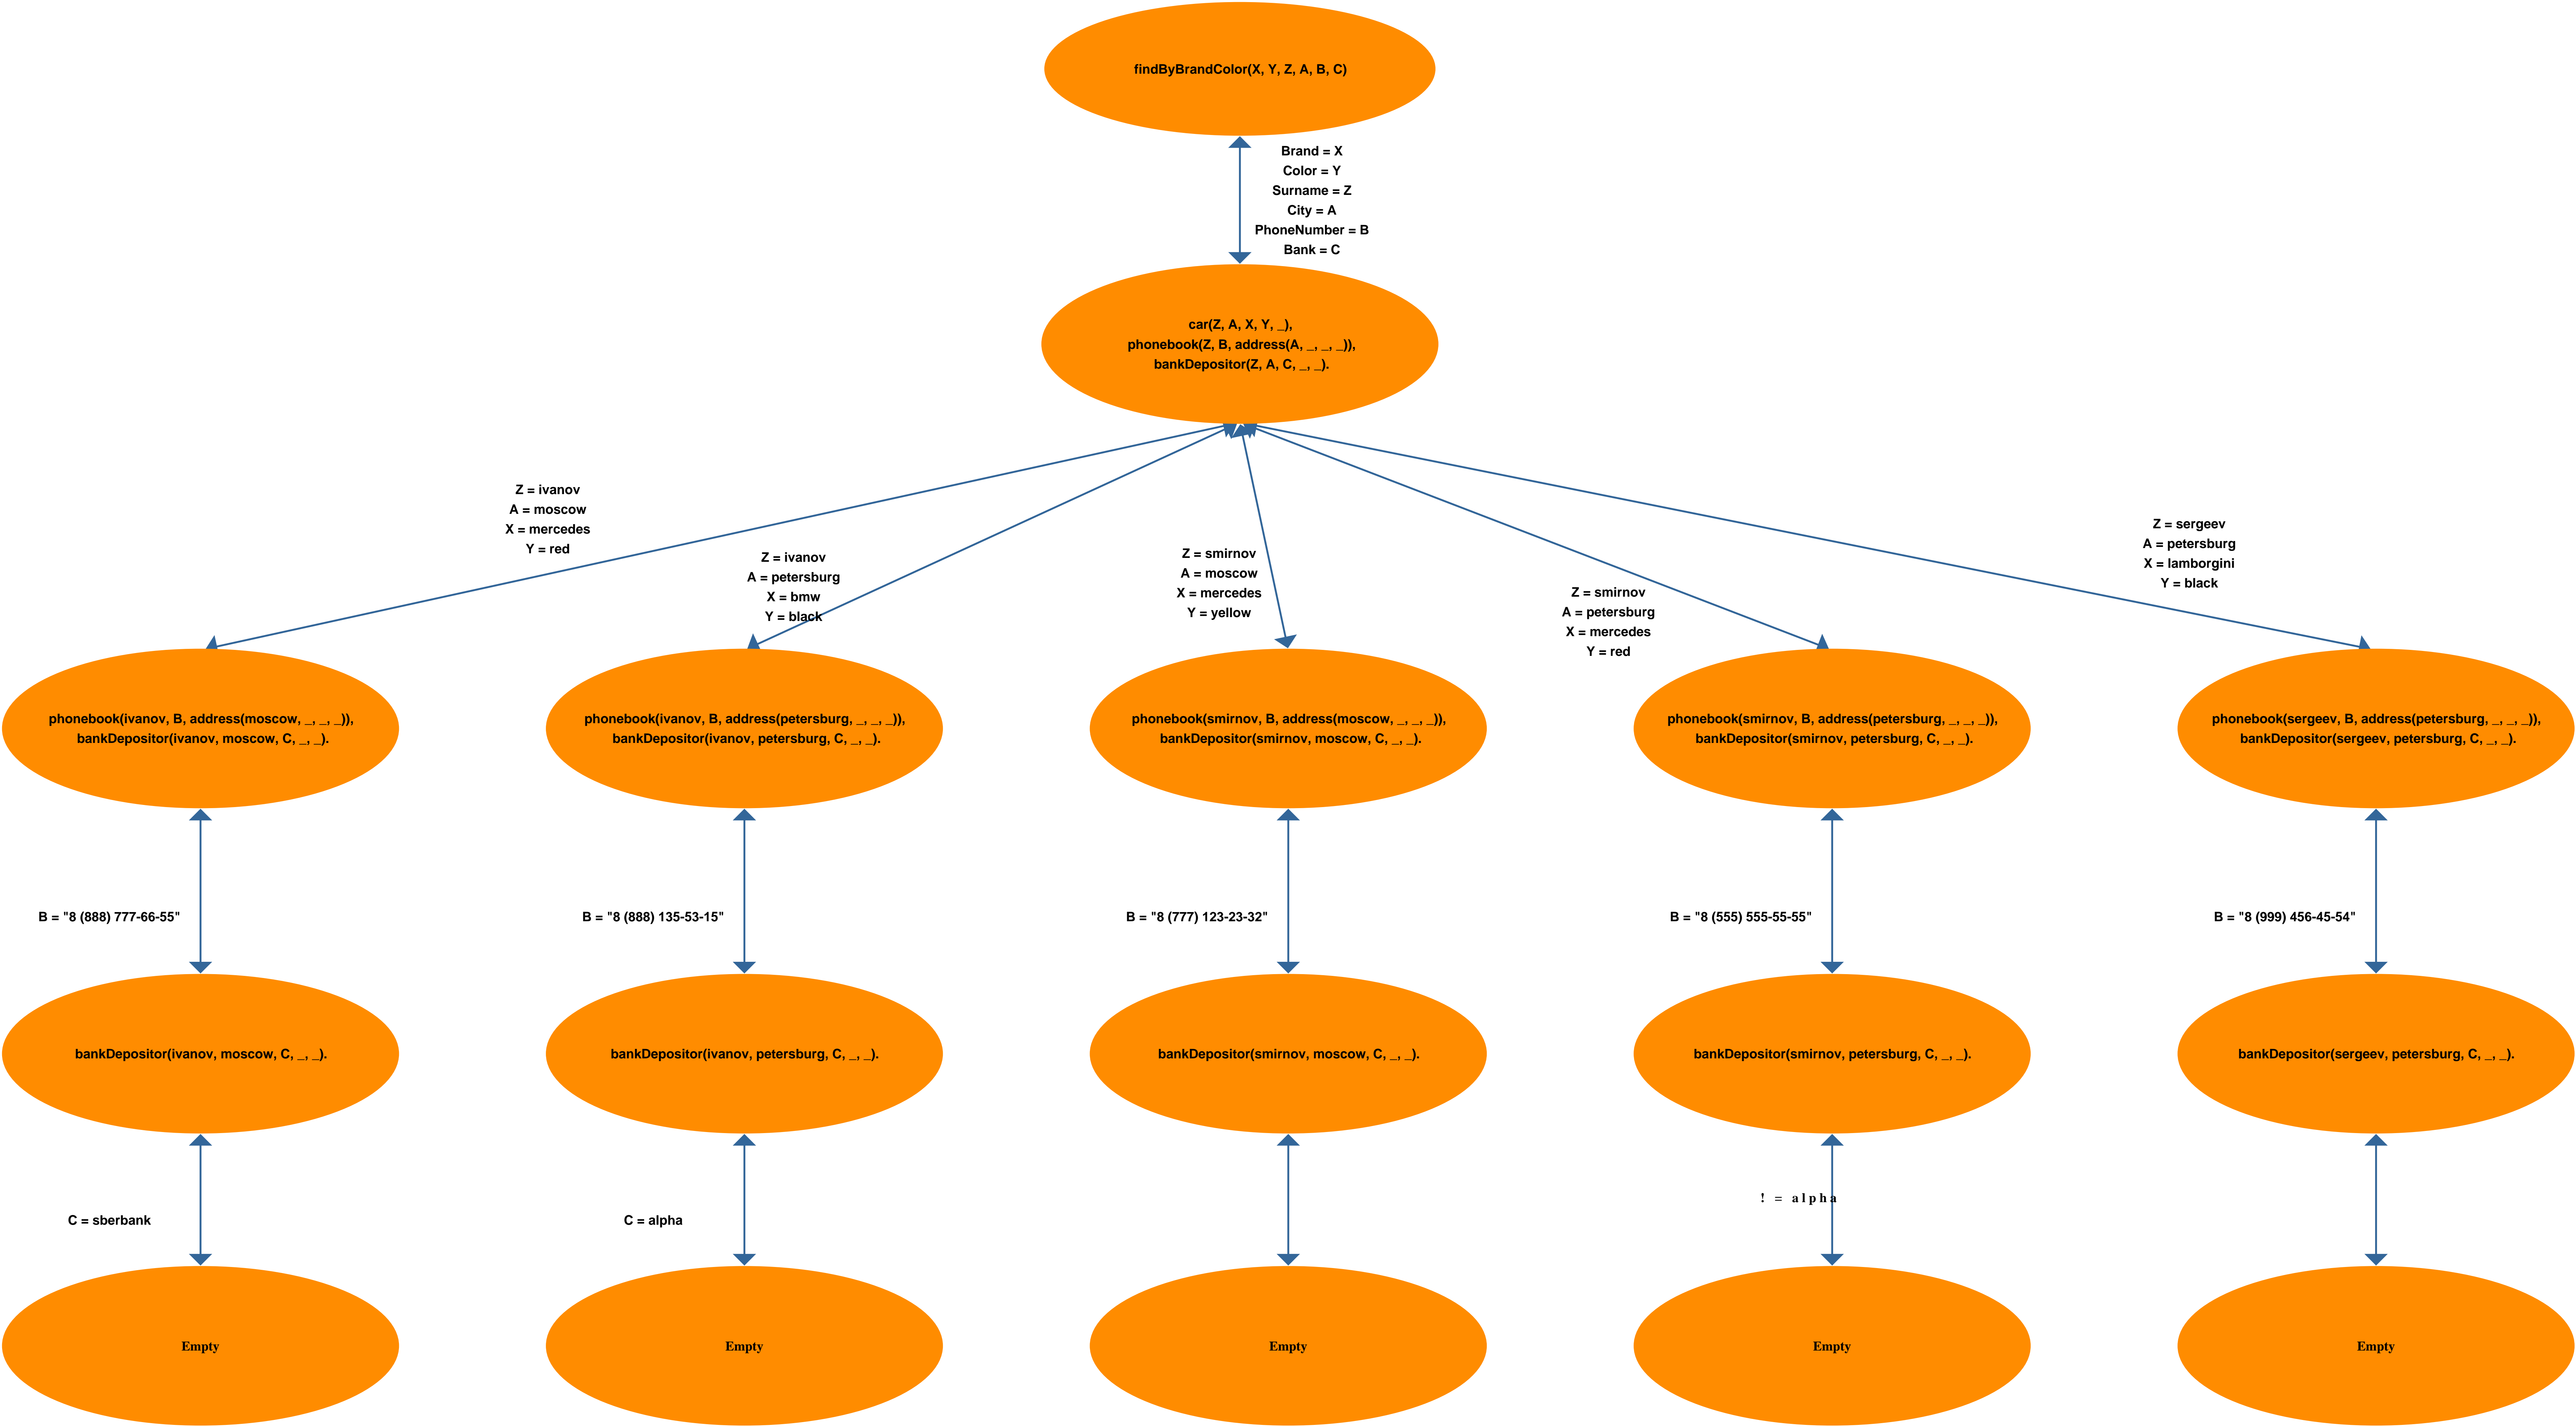 findByBrandColor(X, Y, Z, A, B, C)
Brand = X
Color = Y
Surname = Z
City = A
PhoneNumber = B
Bank = C
car(Z, A, X, Y, _),
phonebook(Z, B, address(A, _, _, _)),
bankDepositor(Z, A, C, _, _).
Z = ivanov
A = moscow
X = mercedes
Y = red
Z = ivanov
A = petersburg
X = bmw
Y = black
Z = smirnov
A = moscow
X = mercedes
Y = yellow
Z = smirnov
A = petersburg
X = mercedes
Y = red
Z = sergeev
A = petersburg
X = lamborgini
Y = black
phonebook(ivanov, B, address(moscow, _, _, _)),
bankDepositor(ivanov, moscow, C, _, _).
phonebook(ivanov, B, address(petersburg, _, _, _)),
bankDepositor(ivanov, petersburg, C, _, _).
phonebook(smirnov, B, address(moscow, _, _, _)),
bankDepositor(smirnov, moscow, C, _, _).
phonebook(smirnov, B, address(petersburg, _, _, _)),
bankDepositor(smirnov, petersburg, C, _, _).
phonebook(sergeev, B, address(petersburg, _, _, _)),
bankDepositor(sergeev, petersburg, C, _, _).
B = "8 (888) 777-66-55"
B = "8 (888) 135-53-15"
B = "8 (777) 123-23-32"
B = "8 (555) 555-55-55"
B = "8 (999) 456-45-54"
bankDepositor(ivanov, moscow, C, _, _).
bankDepositor(ivanov, petersburg, C, _, _).
bankDepositor(smirnov, moscow, C, _, _).
bankDepositor(smirnov, petersburg, C, _, _).
bankDepositor(sergeev, petersburg, C, _, _).
C = sberbank
C = alpha
! = alpha
Empty
Empty
Empty
Empty
Empty